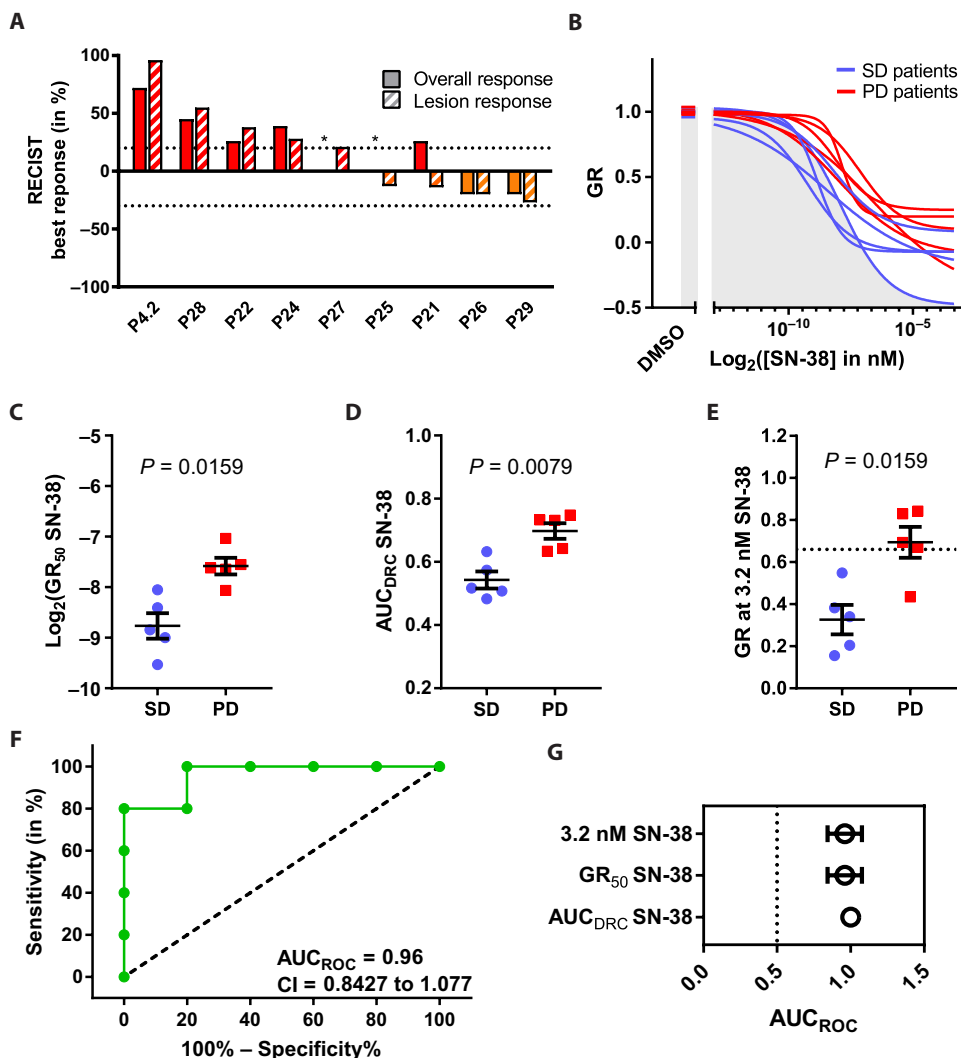 A
RECIST
best reponse (in %)
100
50
0
−50
−100
Overall response
Lesion response
*
*
P4.2
P28
P22
P24
P27
P25
P21
P26
P29
B
SD patients
PD patients
GR
1.0
0.5
0.0
−0.5
DMSO
10−10
10−5
Log2([SN-38] in nM)
C
Log2(GR50 SN-38)
−5
−6
−7
−8
−9
−10
P = 0.0159
SD
PD
D
AUCDRC SN-38
1.0
0.8
0.6
0.4
0.2
P = 0.0079
SD
PD
E
GR at 3.2 nM SN-38
1.2
1.0
0.8
0.6
0.4
0.2
0.0
P = 0.0159
SD
PD
F
Sensitivity (in %)
100
80
60
40
20
0
AUCROC = 0.96
CI = 0.8427 to 1.077
0
20
40
60
80
100
100% − Specificity%
G
3.2 nM SN-38
GR50 SN-38
AUCDRC SN-38
0.0
0.5
1.0
1.5
AUCROC